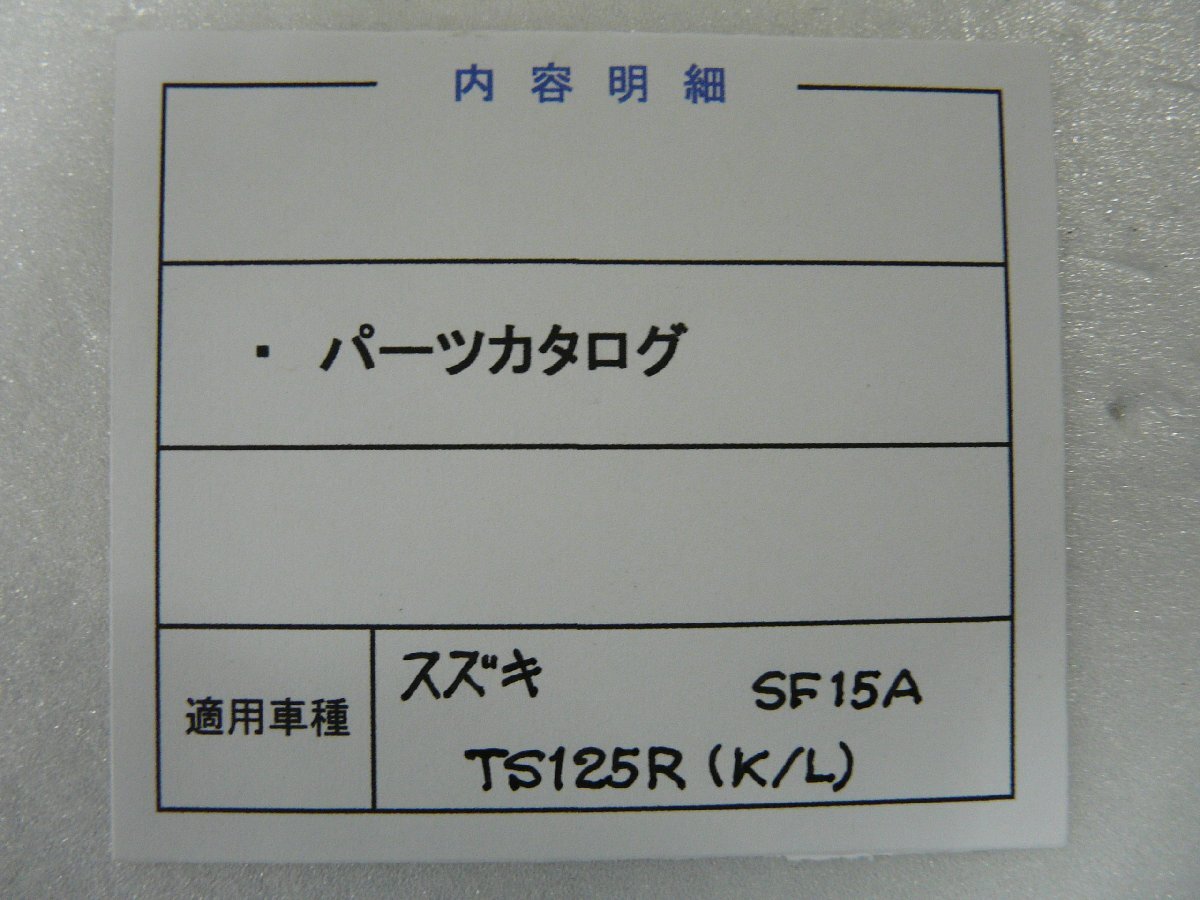 内容明細
・ パーツカタログ
適用車種
スズキ SF15A
TS125R (K/L)